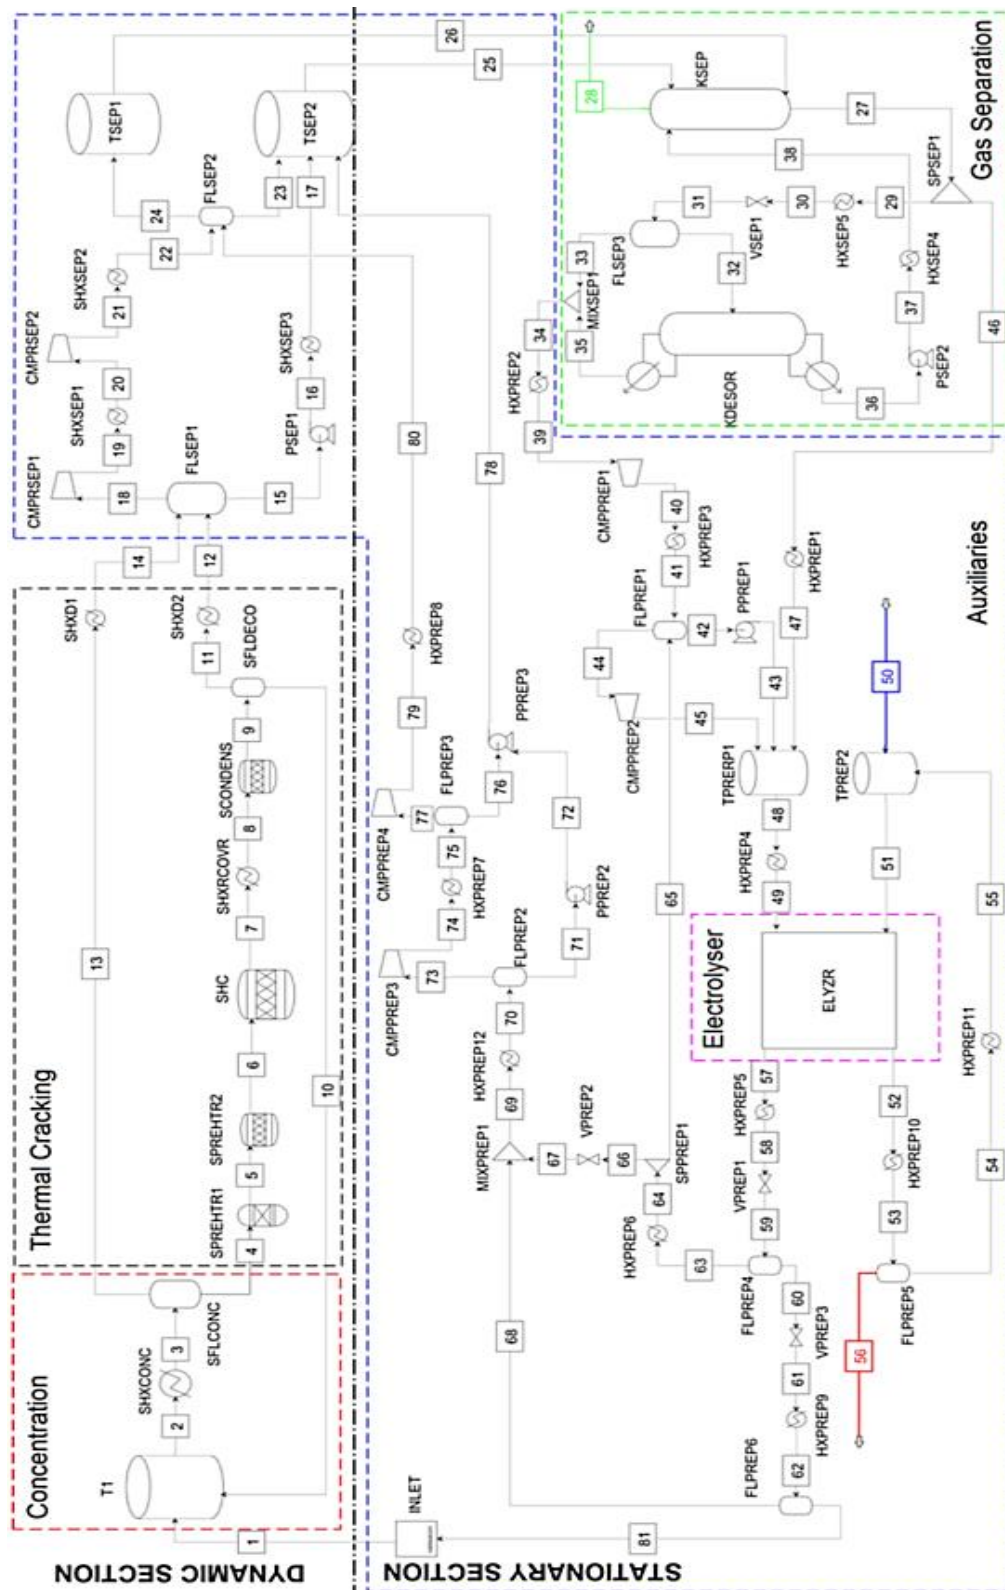 DYNAMIC SECTION
Concentration
T1
1
2
SHXCONC
3
SFLCONC
Thermal Cracking
4
SPREHTR1
5
SPREHTR2
6
SHC
7
SHXRCOVR
8
SCONDENS
9
SFLDECO
10
11
SHXD2
12
13
SHXD1
14
FLSEP1
15
PSEP1
16
SHXSEP3
17
18
CMPRSEP1
19
SHXSEP1
20
CMPRSEP2
21
SHXSEP2
22
FLSEP2
23
24
TSEP1
TSEP2
25
26
STATIONARY SECTION
INLET
81
68
FLPREP6
62
HXPREP9
61
VPREP3
60
FLPREP4
59
VPREP1
58
HXPREP5
57
63
HXPREP6
64
SPPREP1
65
66
VPREP2
67
MIXPREP1
69
HXPREP12
70
FLPREP2
71
PPREP2
72
73
CMPPREP3
74
HXPREP7
75
FLPREP3
76
PPREP3
77
CMPPREP4
78
79
HXPREP8
80
Electrolyser
ELYZR
52
HXPREP10
53
FLPREP5
56
54
HXPREP11
55
TPREP2
51
50
49
HXPREP4
48
TPRERP1
45
CMPPREP2
44
43
PPREP1
42
FLPREP1
41
HXPREP3
40
CMPPREP1
39
HXPREP2
34
47
HXPREP1
46
Auxiliaries
Gas Separation
MIXSEP1
35
33
FLSEP3
32
31
VSEP1
30
HXSEP5
29
SPSEP1
27
28
KSEP
38
HXSEP4
37
PSEP2
36
KDESOR